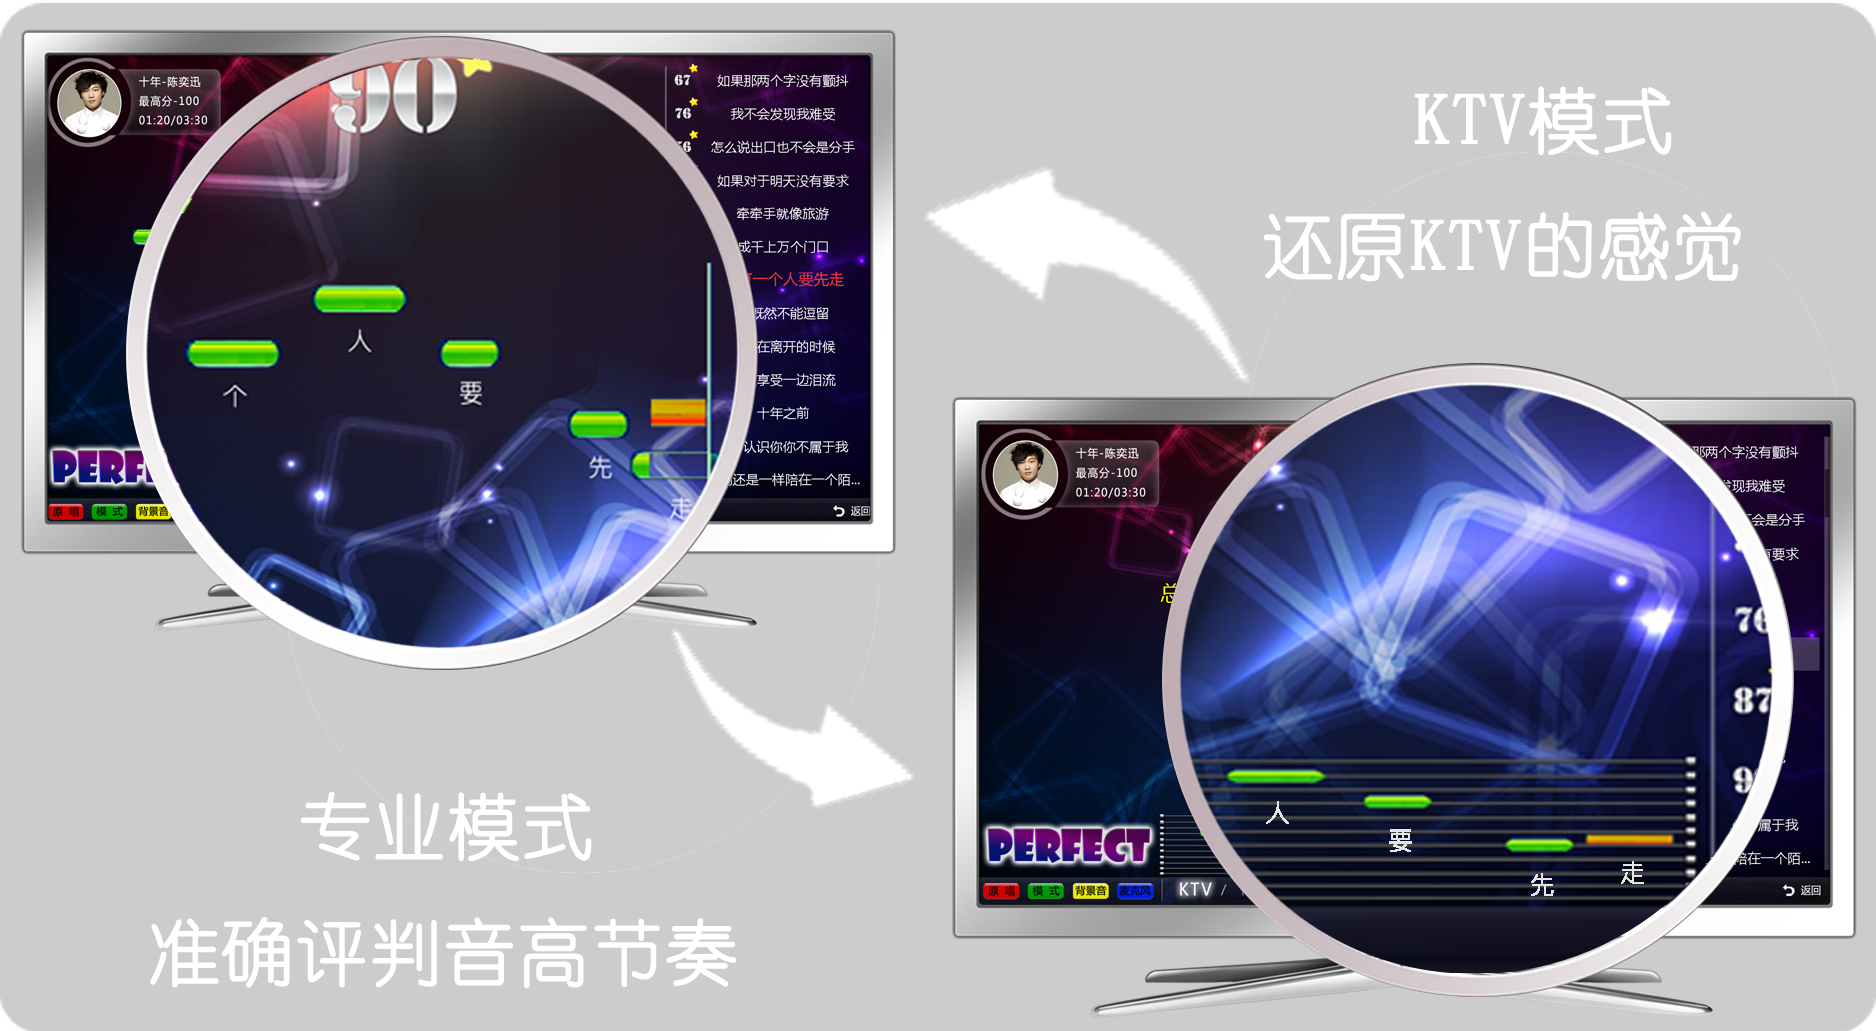 十年-陈奕迅
最高分-100
01:20/03:30
90
67
如果那两个字没有颤抖
76
我不会发现我难受
怎么说出口也不会是分手
如果对于明天没有要求
牵牵手就像旅游
成千上万个门口
一个人要先走
既然不能逗留
在离开的时候
享受一边泪流
十年之前
认识你你不属于我
还是一样陪在一个陌...
个
人
要
先
走
PERFE
原唱
模式
背景音
返回
KTV模式
还原KTV的感觉
专业模式
准确评判音高节奏
十年-陈奕迅
最高分-100
01:20/03:30
总
那两个字没有颤抖
发现我难受
会是分手
有要求
76
87
9
属于我
陪在一个陌...
人
要
先
走
PERFECT
原唱
模式
背景音
麦克风
KTV /
返回